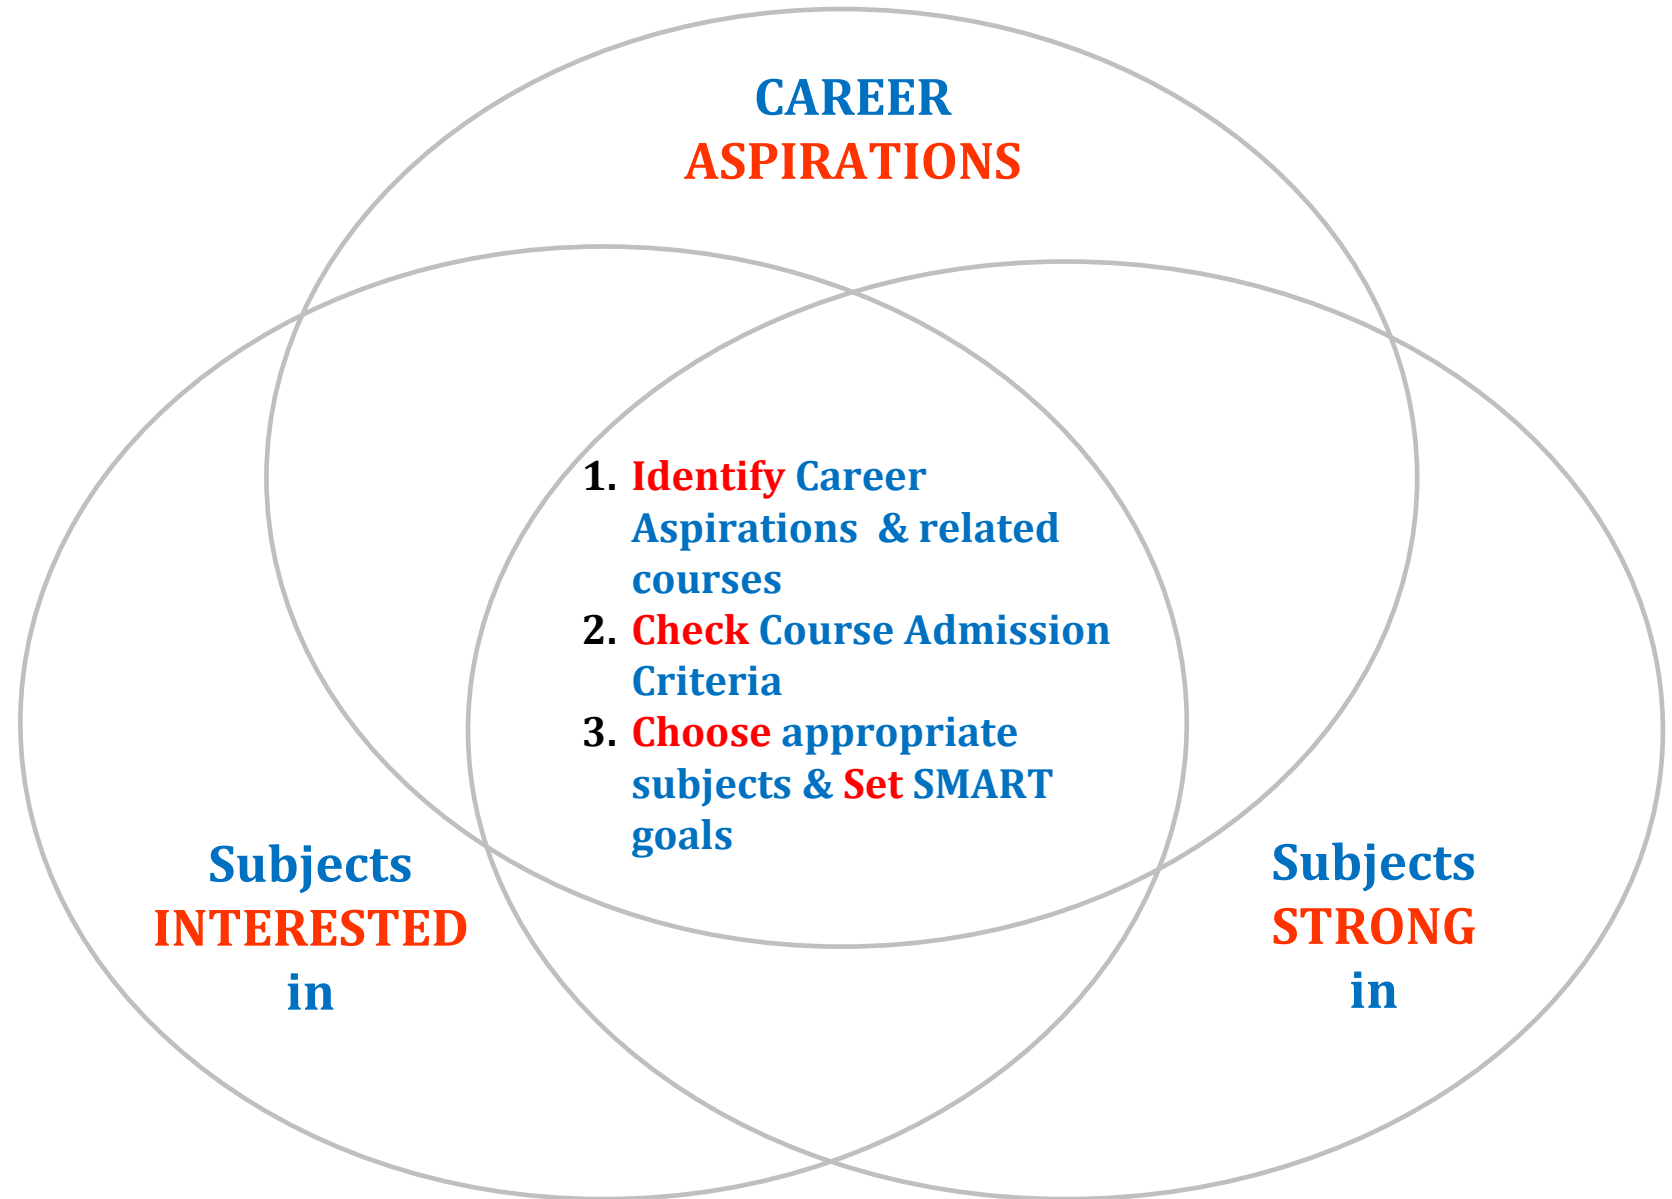 CAREER
ASPIRATIONS
1. Identify Career
Aspirations & related
courses
2. Check Course Admission
Criteria
3. Choose appropriate
subjects & Set SMART
goals
Subjects
INTERESTED
in
Subjects
STRONG
in